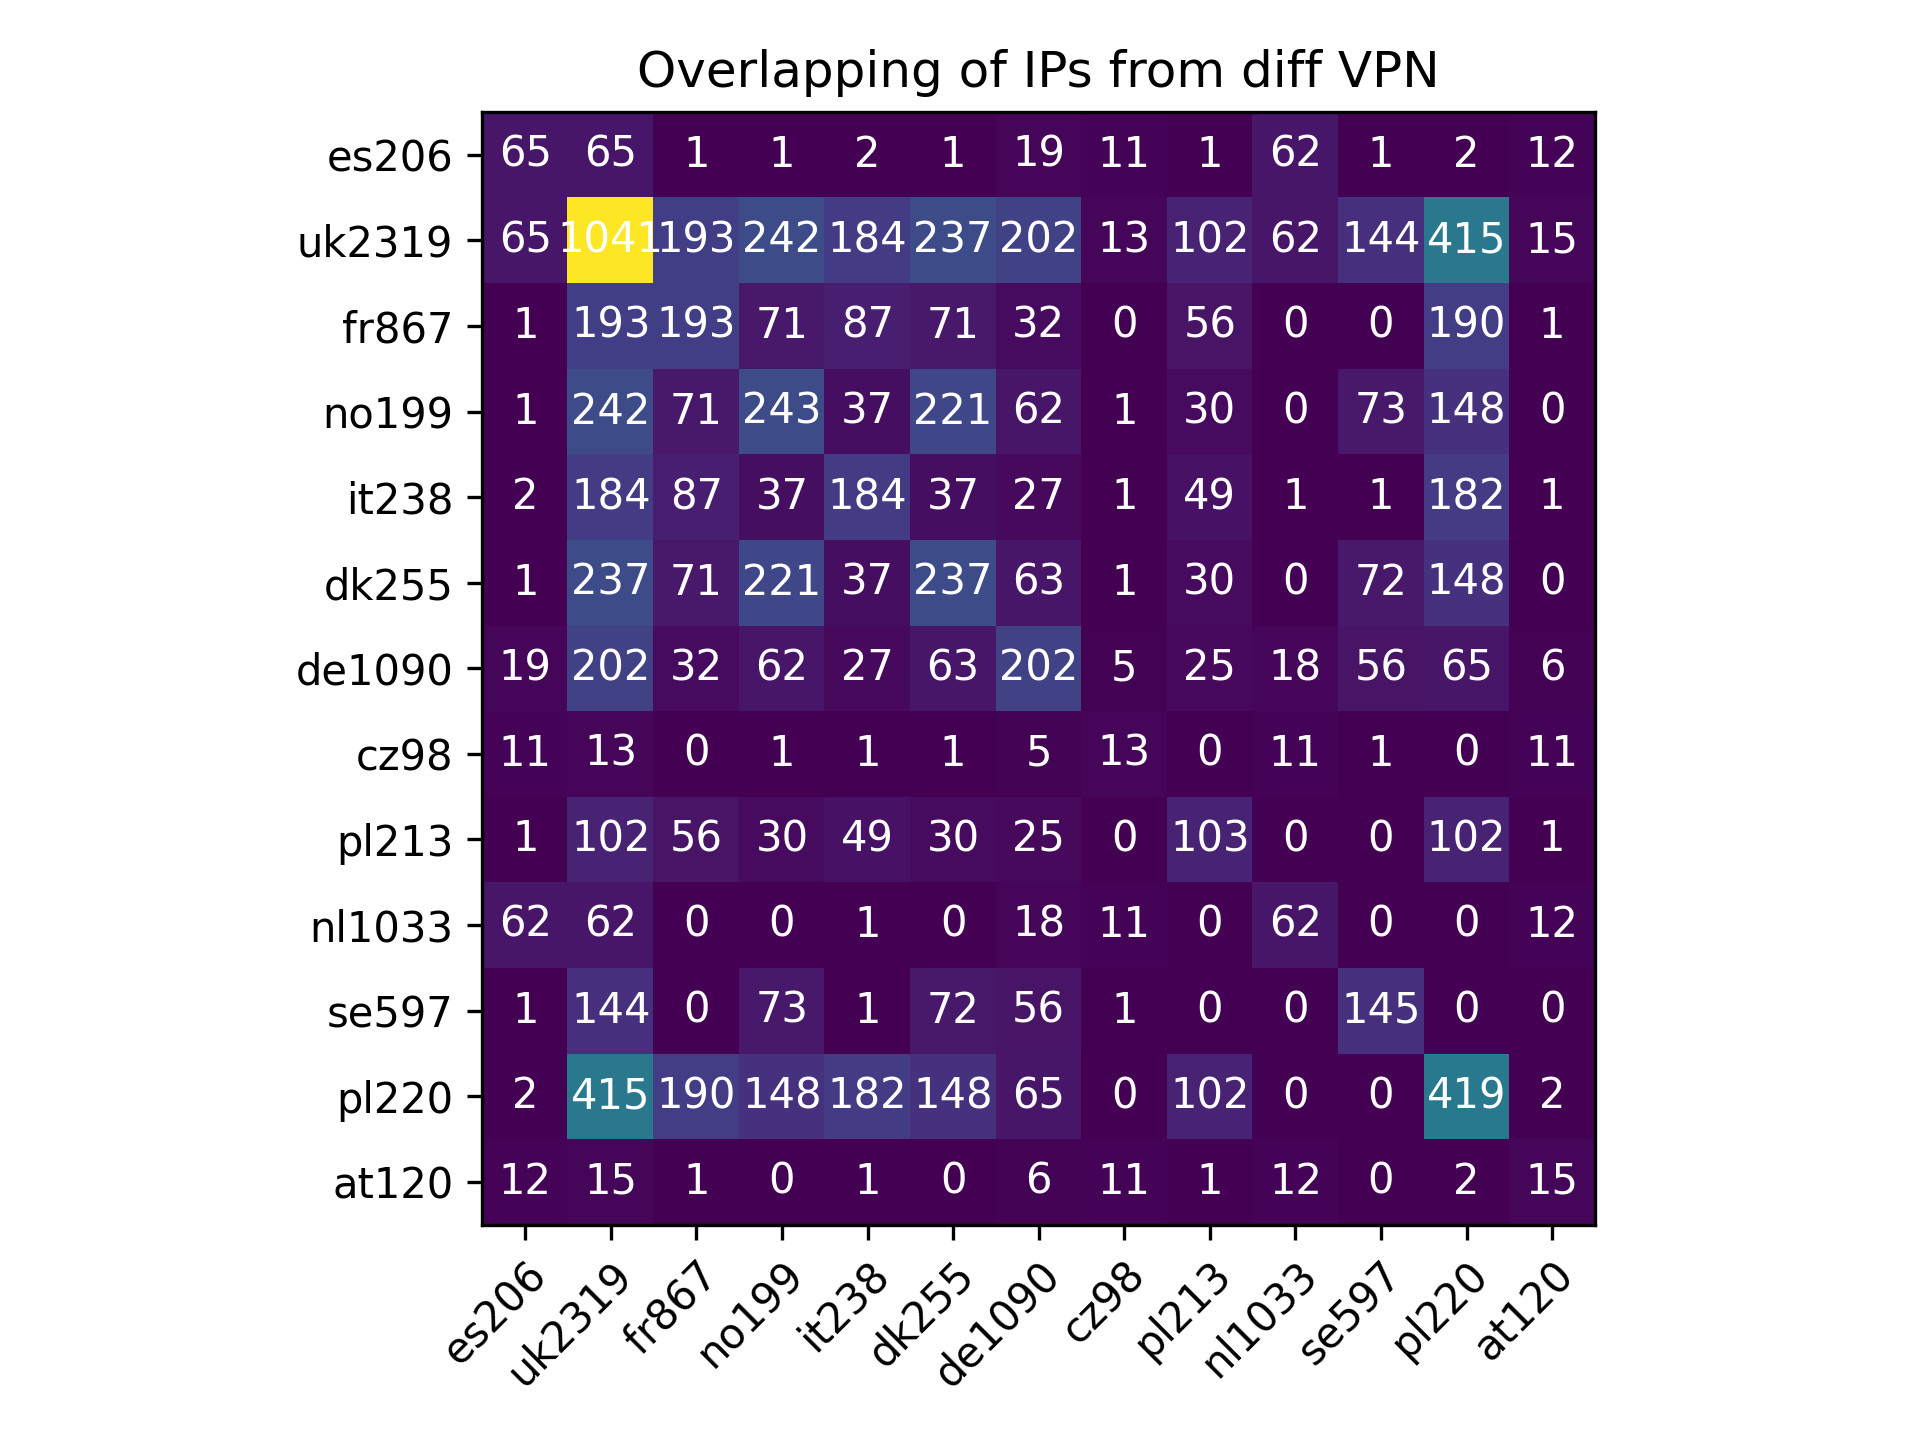 Overlapping of IPs from diff VPN
es206 65 65 1 1 2 1 19 11 1 62 1 2 12
uk2319 65 1041 193 242 184 237 202 13 102 62 144 415 15
fr867 1 193 193 71 87 71 32 0 56 0 0 190 1
no199 1 242 71 243 37 221 62 1 30 0 73 148 0
it238 2 184 87 37 184 37 27 1 49 1 1 182 1
dk255 1 237 71 221 37 237 63 1 30 0 72 148 0
de1090 19 202 32 62 27 63 202 5 25 18 56 65 6
cz98 11 13 0 1 1 1 5 13 0 11 1 0 11
pl213 1 102 56 30 49 30 25 0 103 0 0 102 1
nl1033 62 62 0 0 1 0 18 11 0 62 0 0 12
se597 1 144 0 73 1 72 56 1 0 0 145 0 0
pl220 2 415 190 148 182 148 65 0 102 0 0 419 2
at120 12 15 1 0 1 0 6 11 1 12 0 2 15
es206 uk2319 fr867 no199 it238 dk255 de1090 cz98 pl213 nl1033 se597 pl220 at120